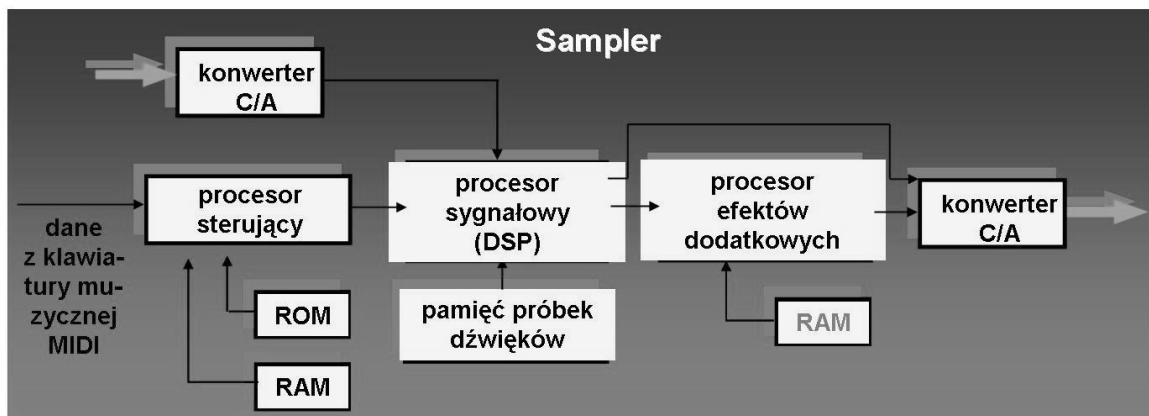 Sampler
konwerter
C/A
procesor
sterujący
procesor
sygnałowy
(DSP)
procesor
efektów
dodatkowych
konwerter
C/A
dane
z klawia-
tury mu-
zycznej
MIDI
ROM
RAM
pamięć próbek
dźwięków
RAM